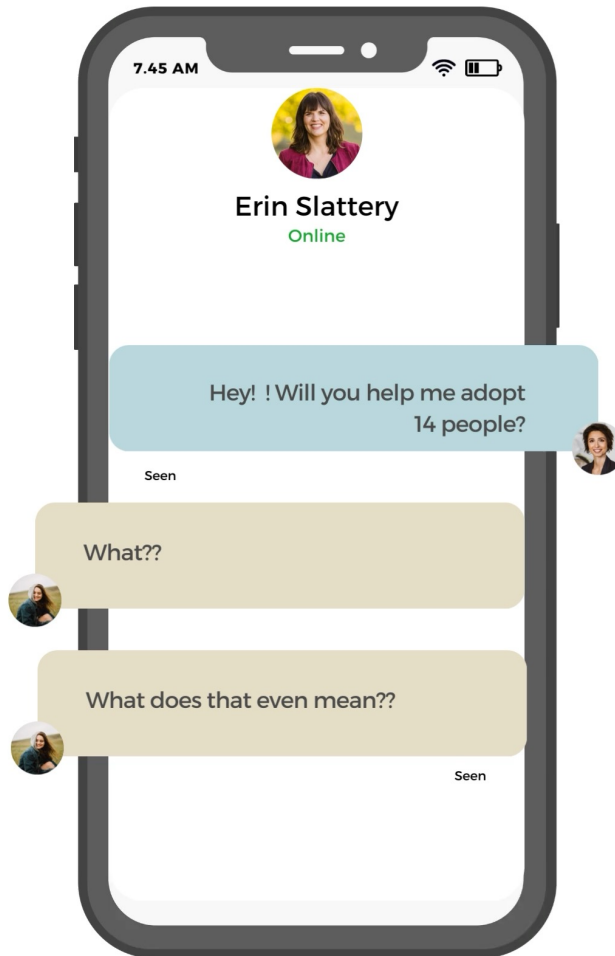 7.45 AM
Erin Slattery
Online
Hey! ! Will you help me adopt
14 people?
Seen
What??
What does that even mean??
Seen